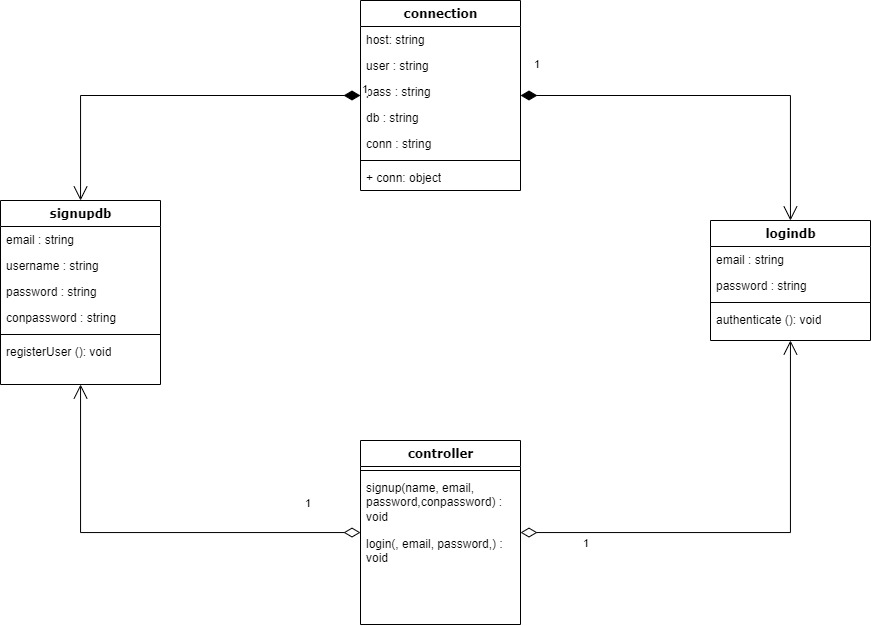 connection
host: string
user : string
1
1
pass : string
db : string
conn : string
+ conn: object
signupdb
email : string
username : string
password : string
conpassword : string
registerUser (): void
logindb
email : string
password : string
authenticate (): void
controller
signup(name, email,
password,conpassword) :
void
login(, email, password,) :
void
1
1